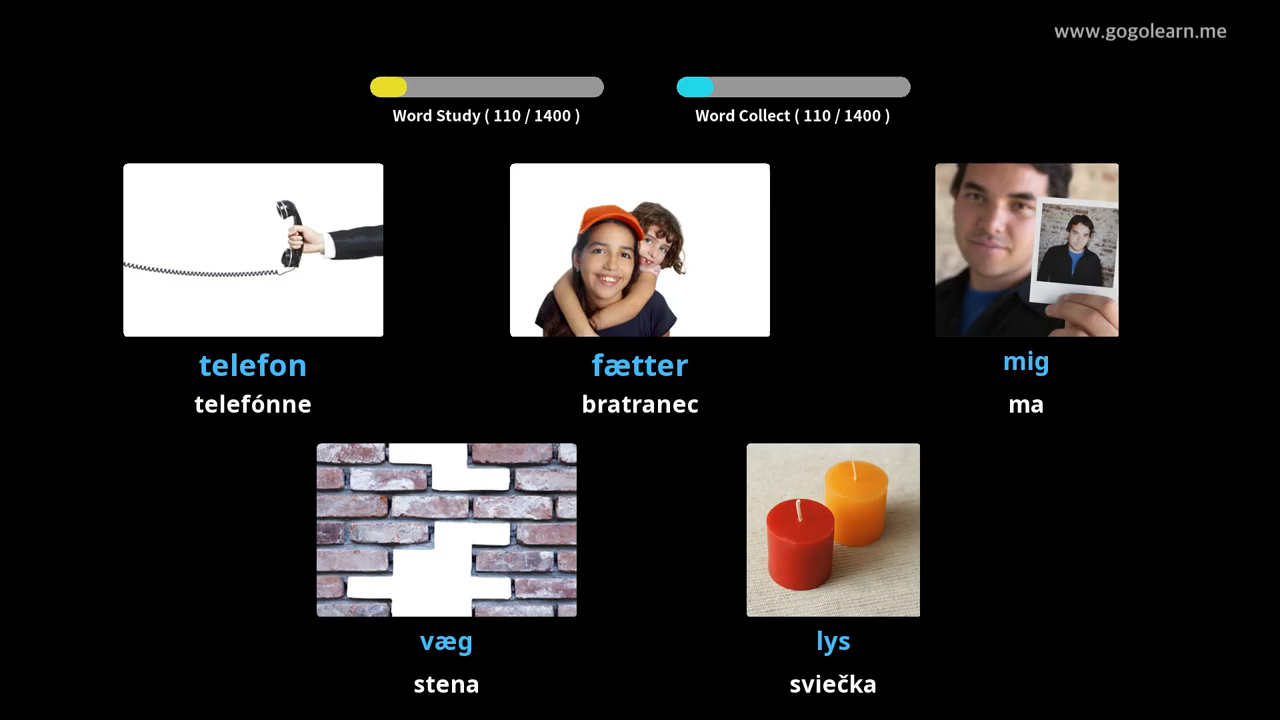 www.gogolearn.me
Word Study ( 110 / 1400 )
Word Collect ( 110 / 1400 )
telefon
telefónne
fætter
bratranec
mig
ma
væg
stena
lys
sviečka